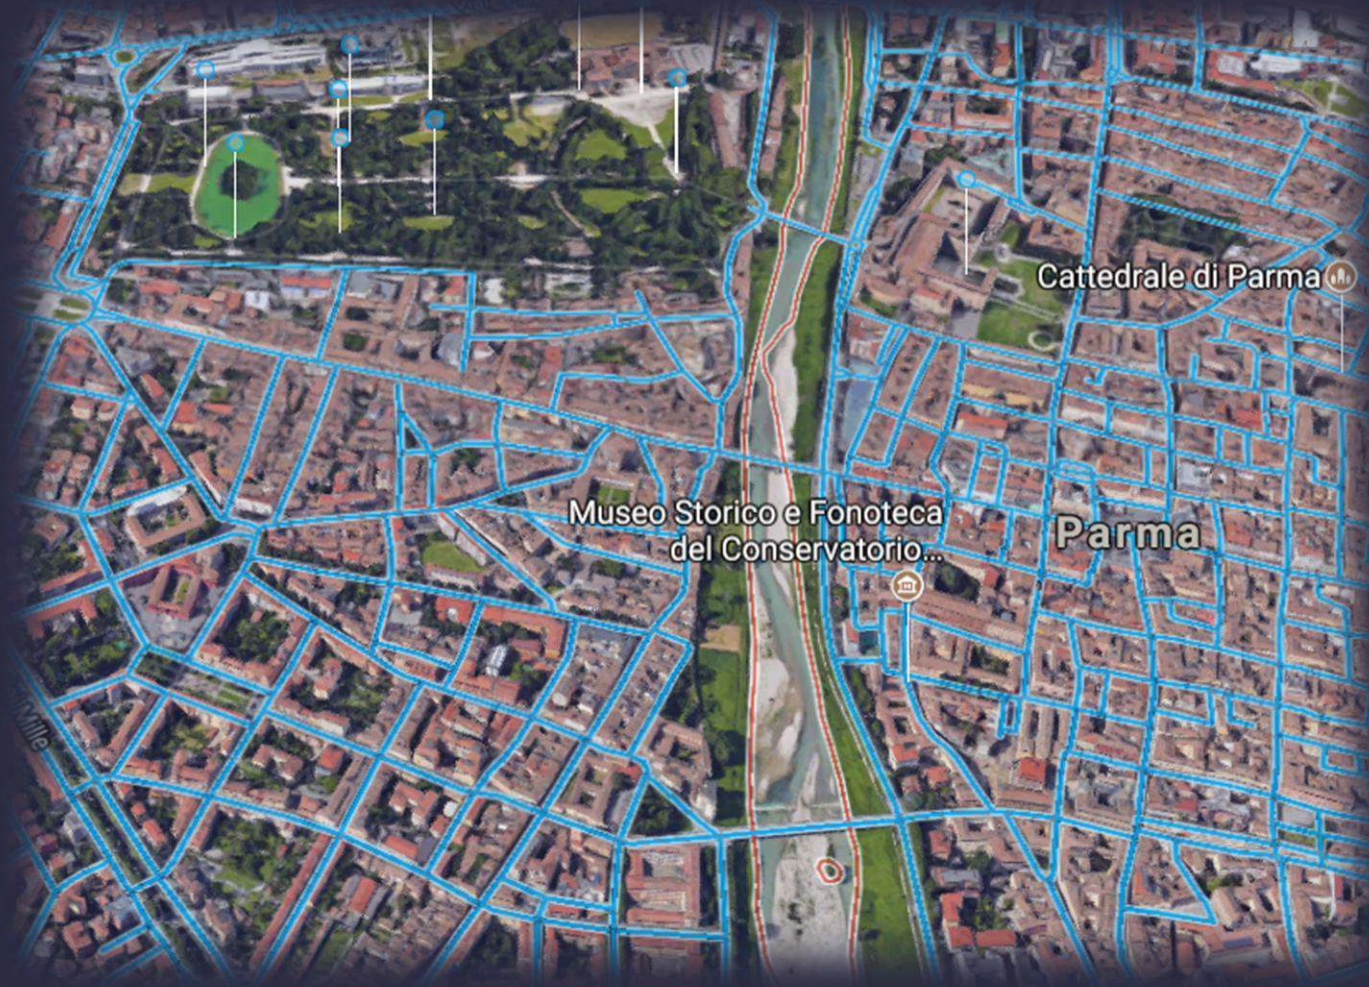 Cattedrale di Parma
Museo Storico e Fonoteca
del Conservatorio...
Parma